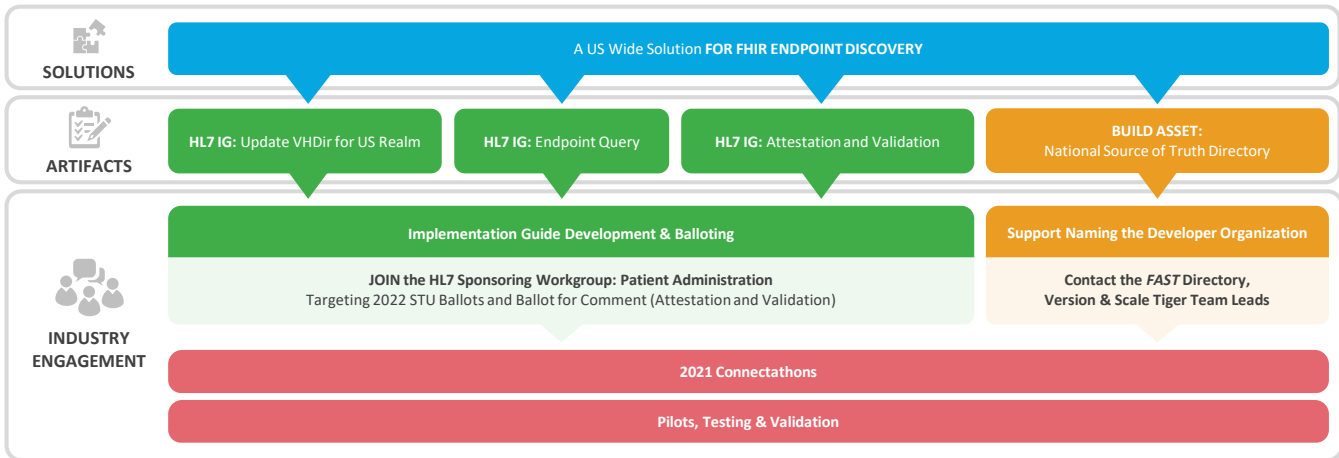 SOLUTIONS
A US Wide Solution FOR FHIR ENDPOINT DISCOVERY
ARTIFACTS
HL7 IG: Update VHDir for US Realm
HL7 IG: Endpoint Query
HL7 IG: Attestation and Validation
BUILD ASSET:
National Source of Truth Directory
INDUSTRY
ENGAGEMENT
Implementation Guide Development & Balloting
JOIN the HL7 Sponsoring Workgroup: Patient Administration
Targeting 2022 STU Ballots and Ballot for Comment (Attestation and Validation)
Support Naming the Developer Organization
Contact the FAST Directory,
Version & Scale Tiger Team Leads
2021 Connectathons
Pilots, Testing & Validation